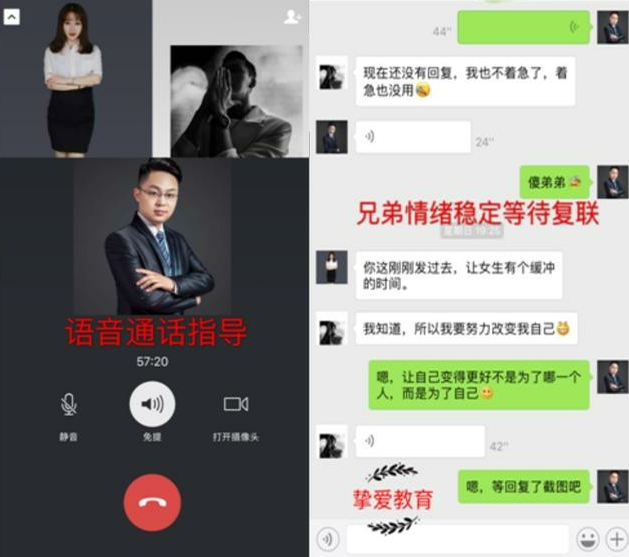 语音通话指导
57:20
静音
免提
打开摄像头
44"
现在还没有回复，我也不着急了，着
急也没用
24"
傻弟弟
兄弟情绪稳定等待复联
星期日 19:25
你这刚刚发过去，让女生有个缓冲
的时间。
我知道，所以我要努力改变我自己
嗯，让自己变得更好不是为了哪一个
人，而是为了自己
42"
挚爱教育
嗯，等回复了截图吧